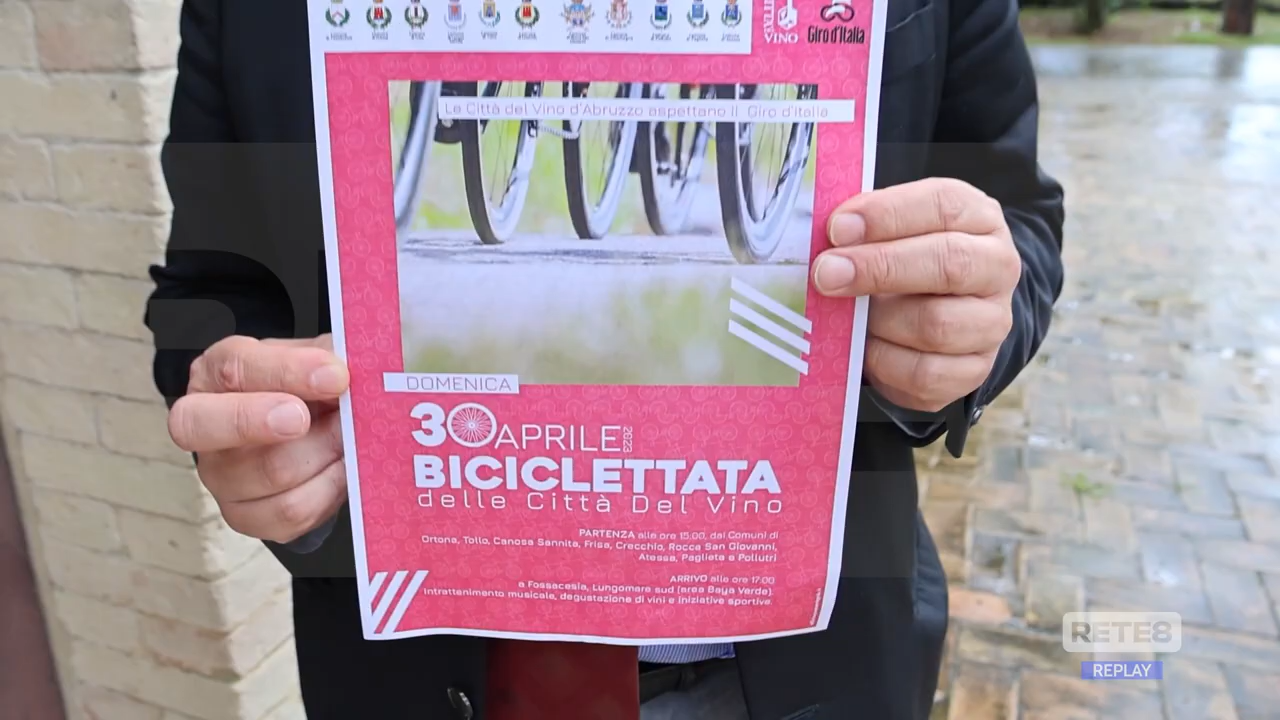 CITTÀ DEL
VINO
Giro d'Italia
Le Città del Vino d'Abruzzo aspettano il Giro d'Italia
DOMENICA
30 APRILE 2023
BICICLETTATA
delle Città Del Vino
PARTENZA alle ore 15:00, dai Comuni di
Ortona, Tollo, Canosa Sannita, Frisa, Crecchio, Rocca San Giovanni,
Atessa, Paglieta e Pollutri
ARRIVO alle ore 17:00
a Fossacesia, Lungomare sud (area Baya Verde).
Intrattenimento musicale, degustazione di vini e iniziative sportive.
RETE8
REPLAY